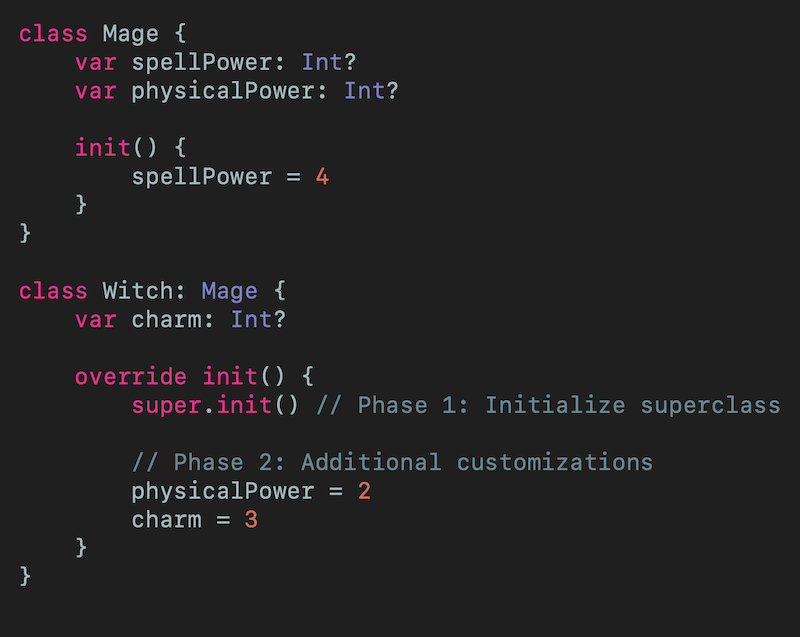 class Mage {
    var spellPower: Int?
    var physicalPower: Int?

    init() {
        spellPower = 4
    }
}

class Witch: Mage {
    var charm: Int?

    override init() {
        super.init() // Phase 1: Initialize superclass

        // Phase 2: Additional customizations
        physicalPower = 2
        charm = 3
    }
}